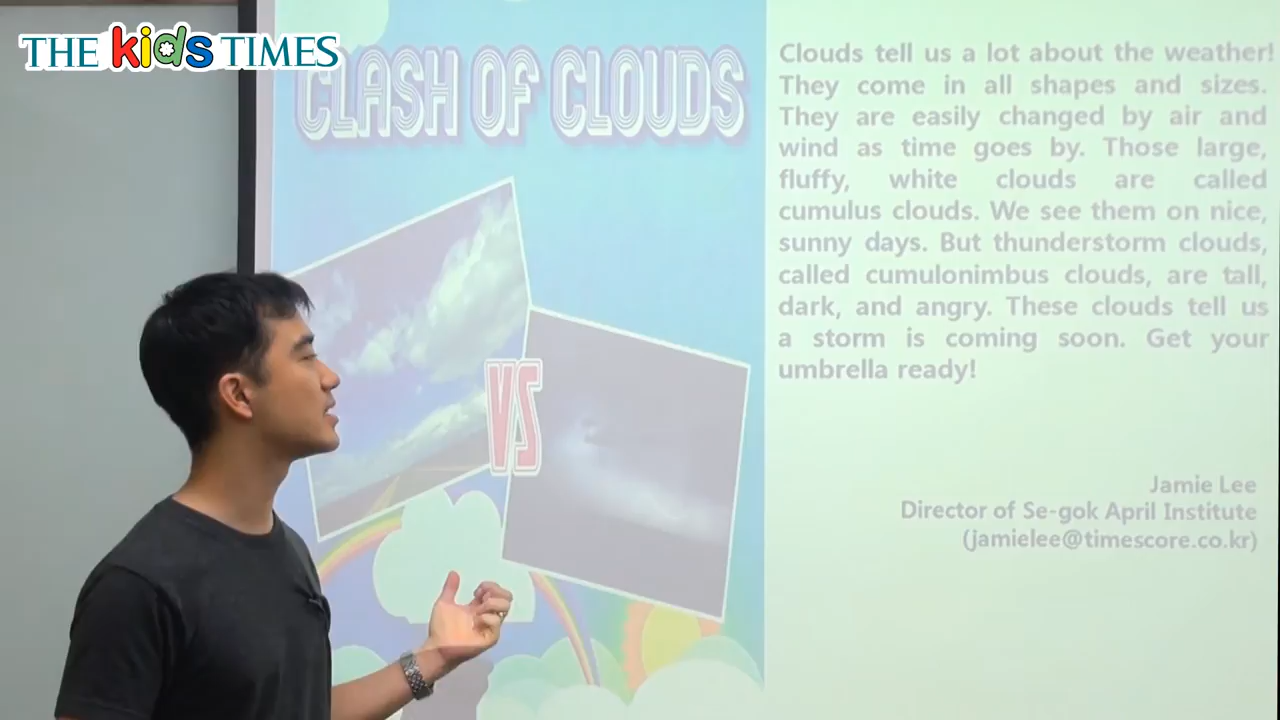 THE kids TIMES
CLASH OF CLOUDS
VS
Clouds tell us a lot about the weather!
They come in all shapes and sizes.
They are easily changed by air and
wind as time goes by. Those large,
fluffy, white clouds are called
cumulus clouds. We see them on nice,
sunny days. But thunderstorm clouds,
called cumulonimbus clouds, are tall,
dark, and angry. These clouds tell us
a storm is coming soon. Get your
umbrella ready!
Jamie Lee
Director of Se-gok April Institute
(jamielee@timescore.co.kr)